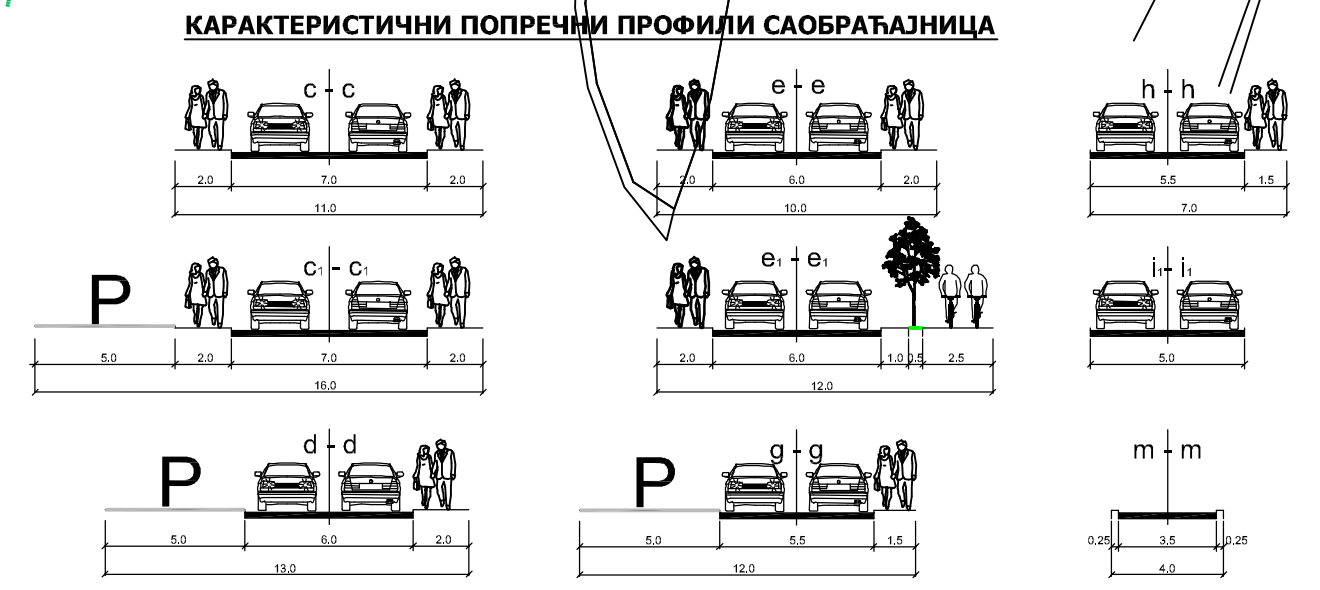 КАРАКТЕРИСТИЧНИ ПОПРЕЧНИ ПРОФИЛИ САОБРАЋАЈНИЦА
c - c
e - e
h - h
2.0 7.0 2.0
2.0 6.0 2.0
5.5 1.5
11.0
10.0
7.0
P
c₁ - c₁
e₁ - e₁
i₁ - i₁
5.0 2.0 7.0 2.0
2.0 6.0 1.0 0.5 2.5
5.0
16.0
12.0
P
d - d
P
g - g
m - m
5.0 6.0 2.0
5.0 5.5 1.5
0,25 3.5 0,25
13.0
12.0
4.0